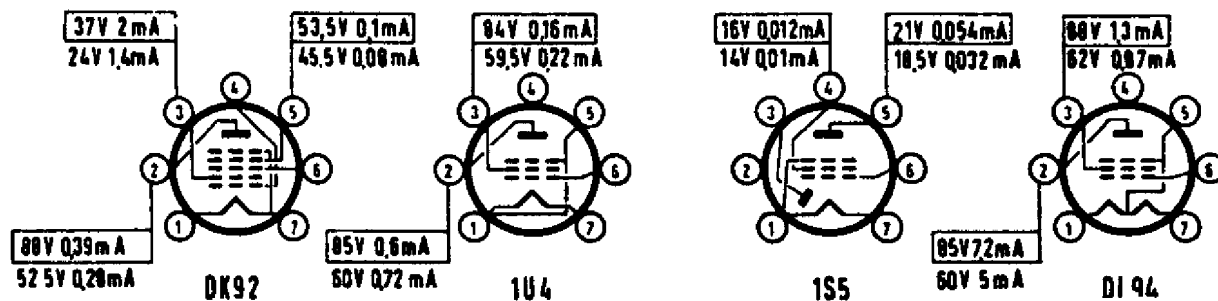 37V 2mA
24V 1,4mA
53,5V 0,1mA
45,5V 0,08mA
84V 0,16mA
59,5V 0,22mA
16V 0,012mA
14V 0,01mA
21V 0,054mA
18,5V 0,032mA
88V 1,3mA
62V 0,87mA
4
3
5
2
6
1
7
4
3
5
2
6
1
7
4
3
5
2
6
1
7
4
3
5
2
6
1
7
88V 0,39mA
52 5V 0,28mA
85V 0,6mA
60V 0,72mA
85V 7,2mA
60V 5mA
DK92
1U4
1S5
DL94